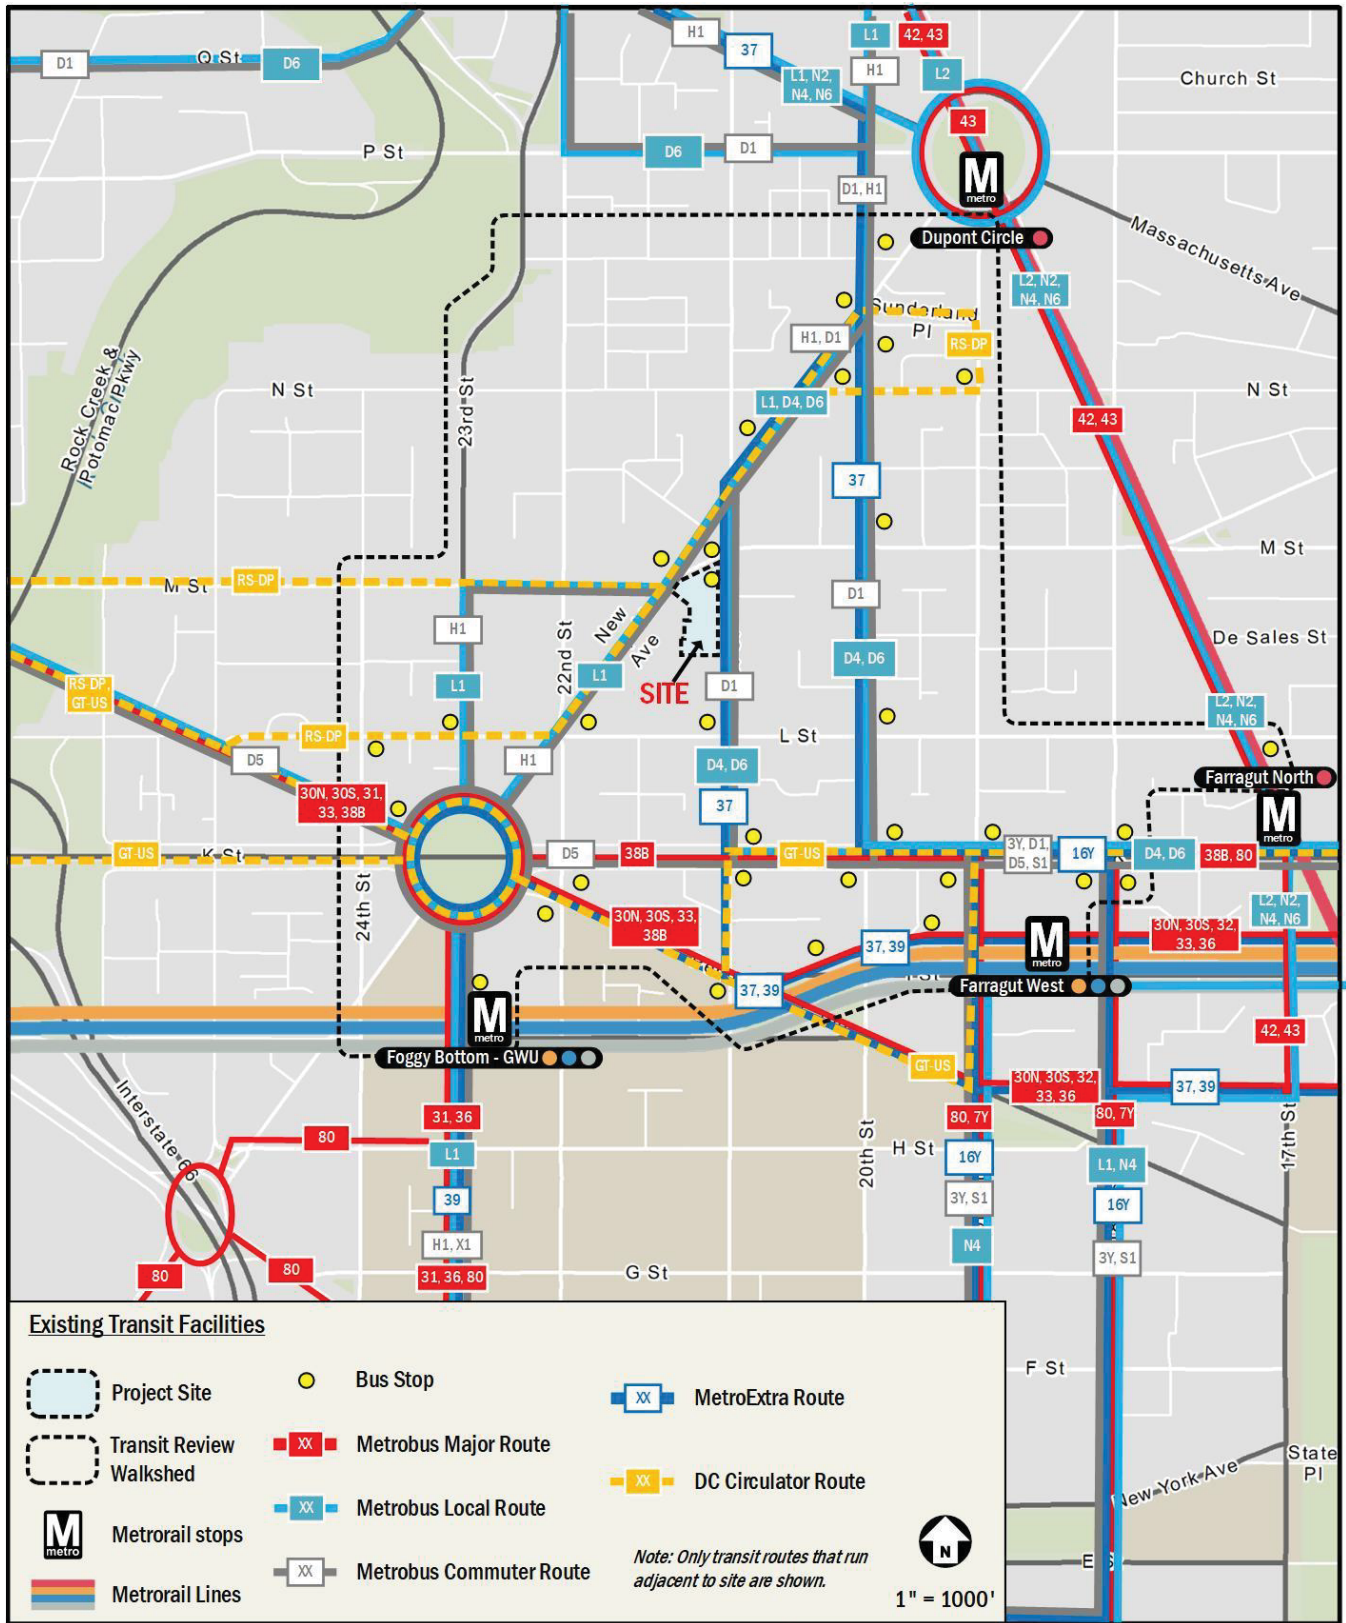 H1
L1
42, 43
37
D1
Q St
D6
H1
L2
L1, N2,
N4, N6
Church St
43
P St
D6
D1
M
metro
D1, H1
Dupont Circle
Massachusetts Ave
L2, N2,
N4, N6
Sunderland
Pl
H1, D1
RS-DP
Rock Creek &
Potomac Pkwy
N St
23rd St
L1, D4, D6
N St
42, 43
37
M St
RS-DP
M St
D1
H1
22nd St
New
Ave
De Sales St
D4, D6
L1
L1
SITE
D1
RS-DP,
GT-US
L2, N2,
N4, N6
RS-DP
L St
D5
H1
D4, D6
Farragut North
30N, 30S, 31,
33, 38B
37
M
metro
GT-US
K St
D5
38B
GT-US
3Y, D1,
D5, S1
16Y
D4, D6
38B, 80
24th St
30N, 30S, 33,
38B
L2, N2,
N4, N6
30N, 30S, 32,
33, 36
M
metro
37, 39
I St
Farragut West
37, 39
M
metro
42, 43
Foggy Bottom - GWU
GT-US
30N, 30S, 32,
33, 36
37, 39
Interstate 66
31, 36
80, 7Y
80, 7Y
80
20th St
H St
17th St
L1
16Y
L1, N4
39
3Y, S1
16Y
H1, X1
N4
3Y, S1
80
80
31, 36, 80
G St
F St
New York Ave
State
Pl
Existing Transit Facilities
Project Site
Transit Review
Walkshed
M
metro
Metrorail stops
Metrorail Lines
Bus Stop
XX
Metrobus Major Route
XX
Metrobus Local Route
XX
Metrobus Commuter Route
XX
MetroExtra Route
XX
DC Circulator Route
Note: Only transit routes that run
adjacent to site are shown.
N
1" = 1000'